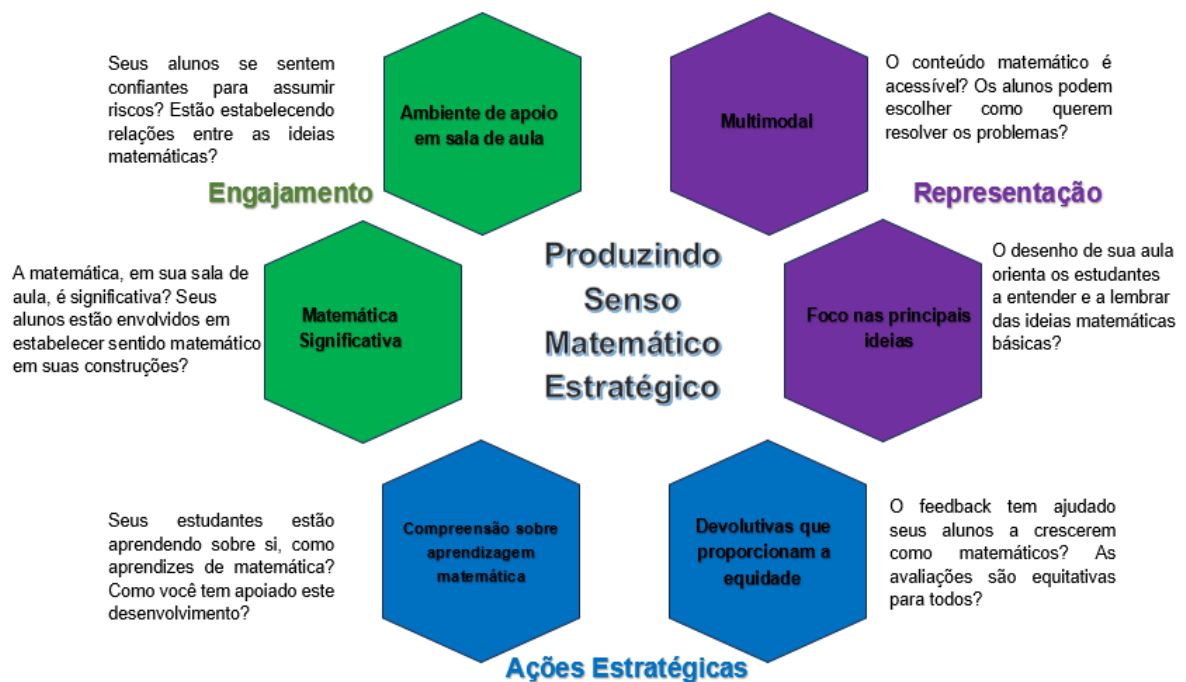 Seus alunos se sentem
confiantes para assumir
riscos? Estão estabelecendo
relações entre as ideias
matemáticas?
Ambiente de apoio
em sala de aula
Multimodal
O conteúdo matemático é
acessível? Os alunos podem
escolher como querem
resolver os problemas?
Engajamento
Representação
A matemática, em sua sala de
aula, é significativa? Seus
alunos estão envolvidos em
estabelecer sentido matemático
em suas construções?
Matemática
Significativa
Produzindo
Senso
Matemático
Estratégico
Foco nas principais
ideias
O desenho de sua aula
orienta os estudantes
a entender e a lembrar
das ideias matemáticas
básicas?
Seus estudantes estão
aprendendo sobre si, como
aprendizes de matemática?
Como você tem apoiado este
desenvolvimento?
Compreensão sobre
aprendizagem
matemática
Devolutivas que
proporcionam a
equidade
O feedback tem ajudado
seus alunos a crescerem
como matemáticos? As
avaliações são equitativas
para todos?
Ações Estratégicas